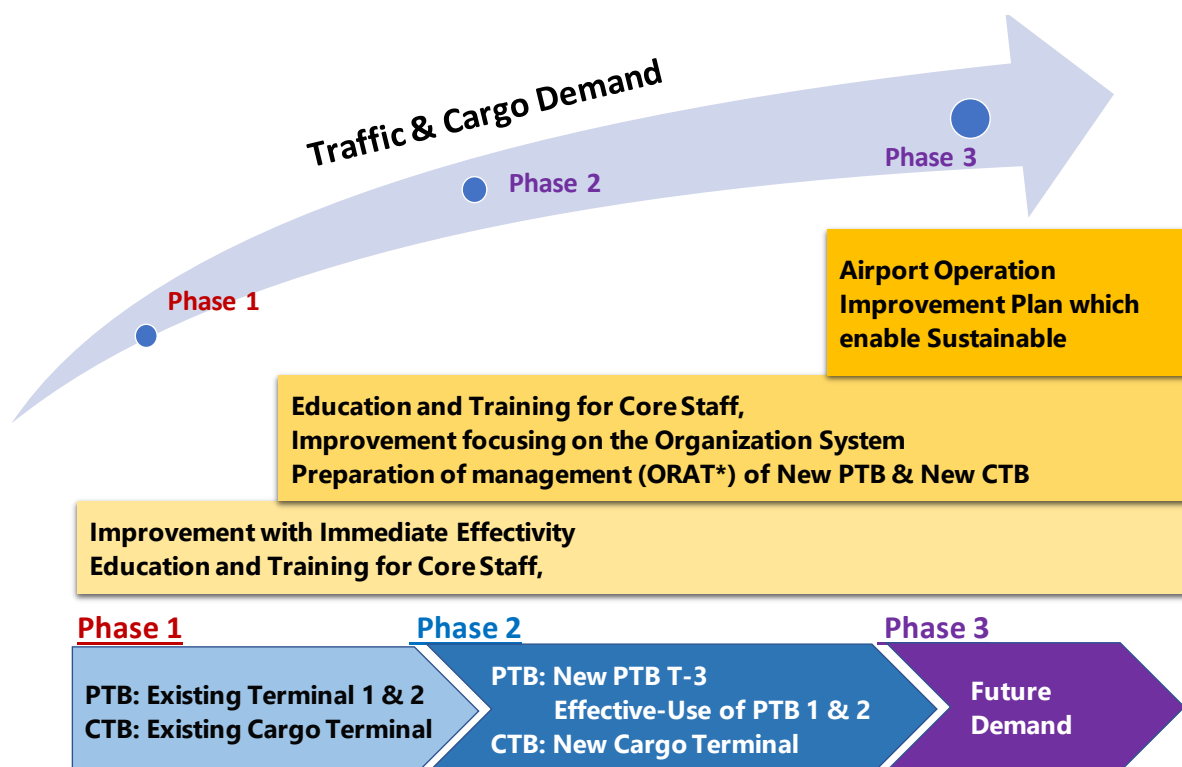 Traffic & Cargo Demand
Phase 1
Phase 2
Phase 3
Airport Operation
Improvement Plan which
enable Sustainable
Education and Training for Core Staff,
Improvement focusing on the Organization System
Preparation of management (ORAT*) of New PTB & New CTB
Improvement with Immediate Effectivity
Education and Training for Core Staff,
Phase 1
Phase 2
Phase 3
PTB: Existing Terminal 1 & 2
CTB: Existing Cargo Terminal
PTB: New PTB T-3
Effective-Use of PTB 1 & 2
CTB: New Cargo Terminal
Future
Demand